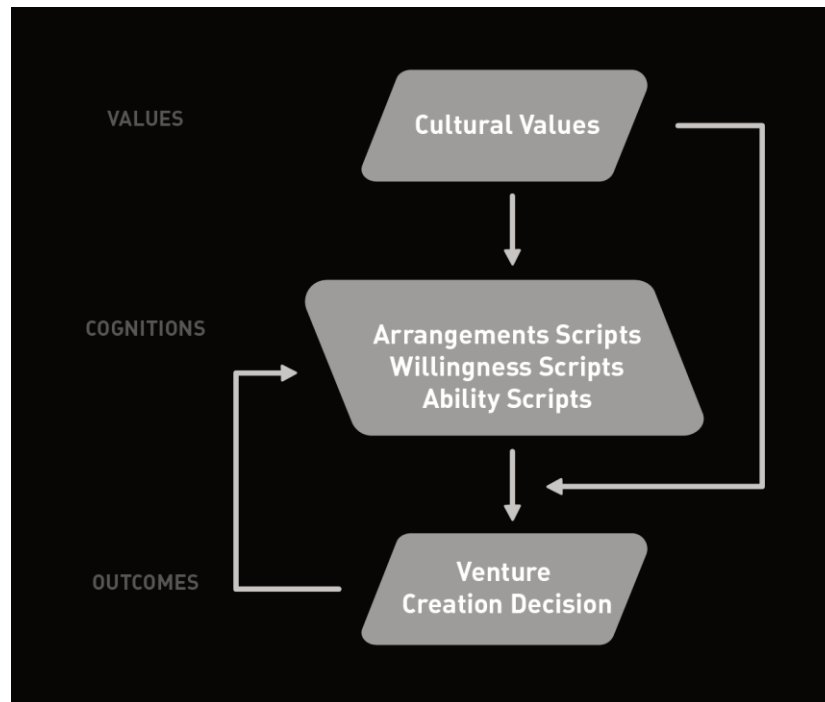 VALUES
Cultural Values
COGNITIONS
Arrangements Scripts
Willingness Scripts
Ability Scripts
OUTCOMES
Venture
Creation Decision